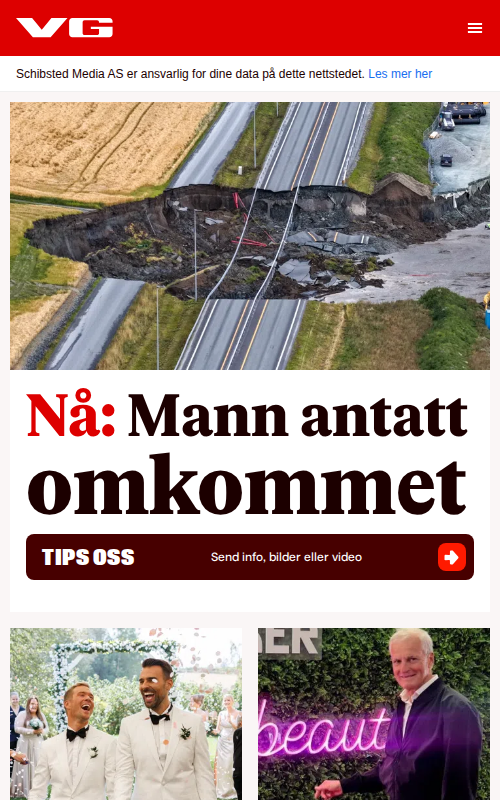 VG
Schibsted Media AS er ansvarlig for dine data på dette nettstedet. Les mer her
Nå: Mann antatt
omkommet
TIPS OSS
Send info, bilder eller video
beaut